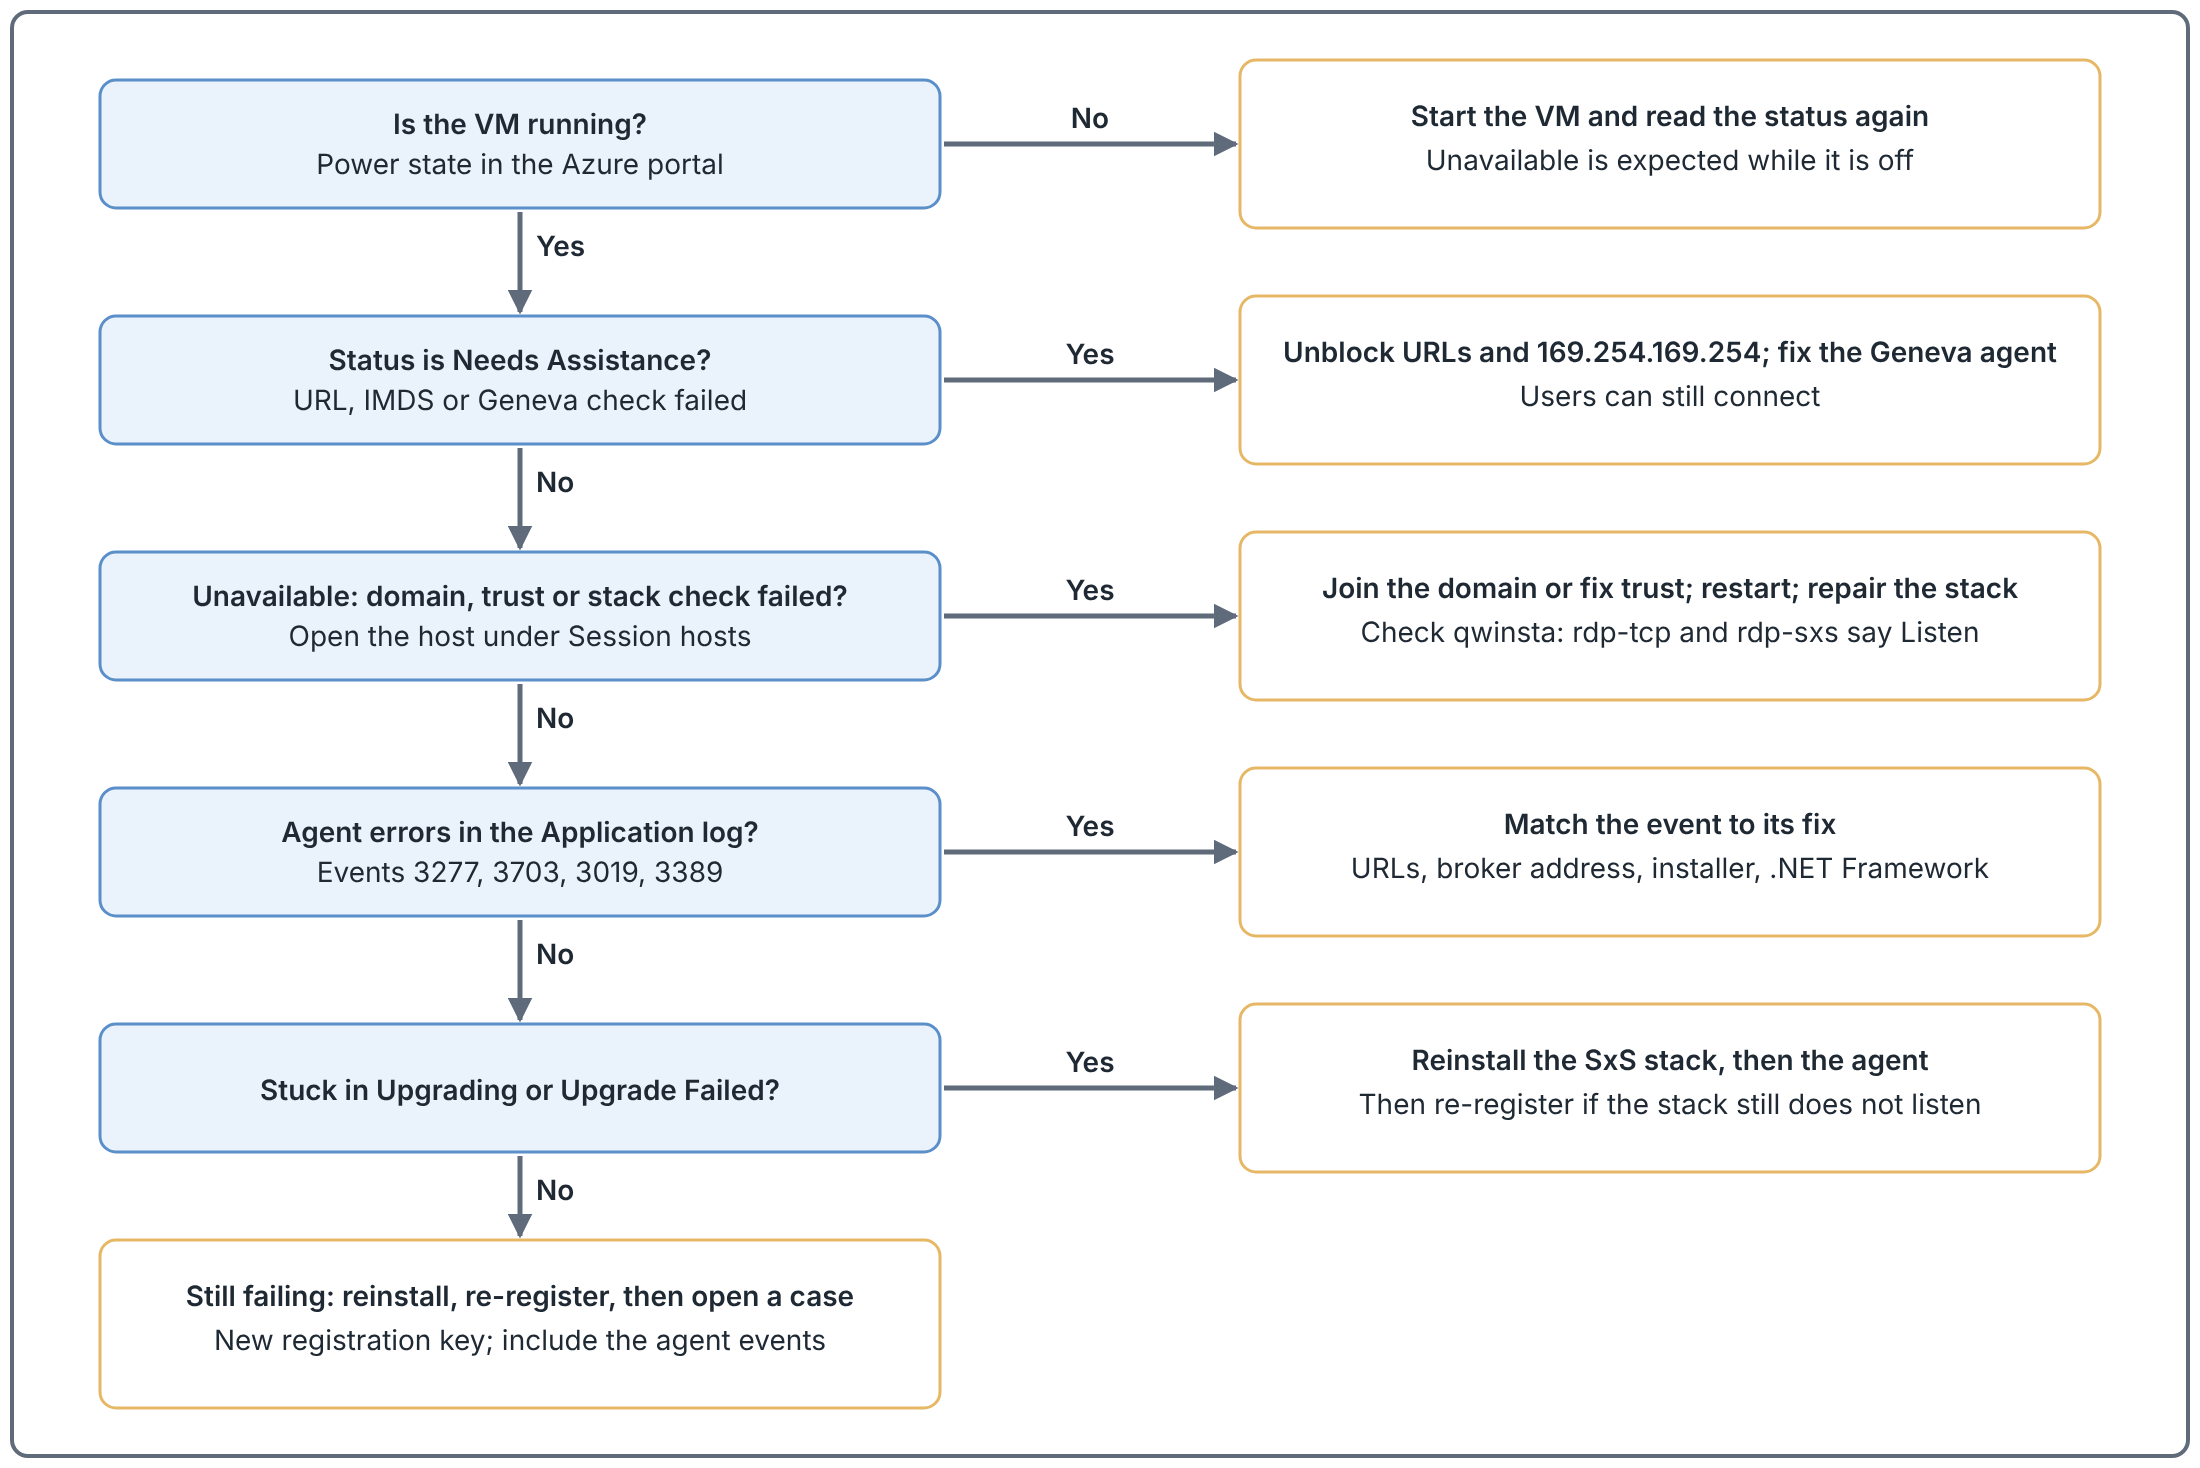 Is the VM running?
Power state in the Azure portal
No
Start the VM and read the status again
Unavailable is expected while it is off
Yes
Status is Needs Assistance?
URL, IMDS or Geneva check failed
Yes
Unblock URLs and 169.254.169.254; fix the Geneva agent
Users can still connect
No
Unavailable: domain, trust or stack check failed?
Open the host under Session hosts
Yes
Join the domain or fix trust; restart; repair the stack
Check qwinsta: rdp-tcp and rdp-sxs say Listen
No
Agent errors in the Application log?
Events 3277, 3703, 3019, 3389
Yes
Match the event to its fix
URLs, broker address, installer, .NET Framework
No
Stuck in Upgrading or Upgrade Failed?
Yes
Reinstall the SxS stack, then the agent
Then re-register if the stack still does not listen
No
Still failing: reinstall, re-register, then open a case
New registration key; include the agent events